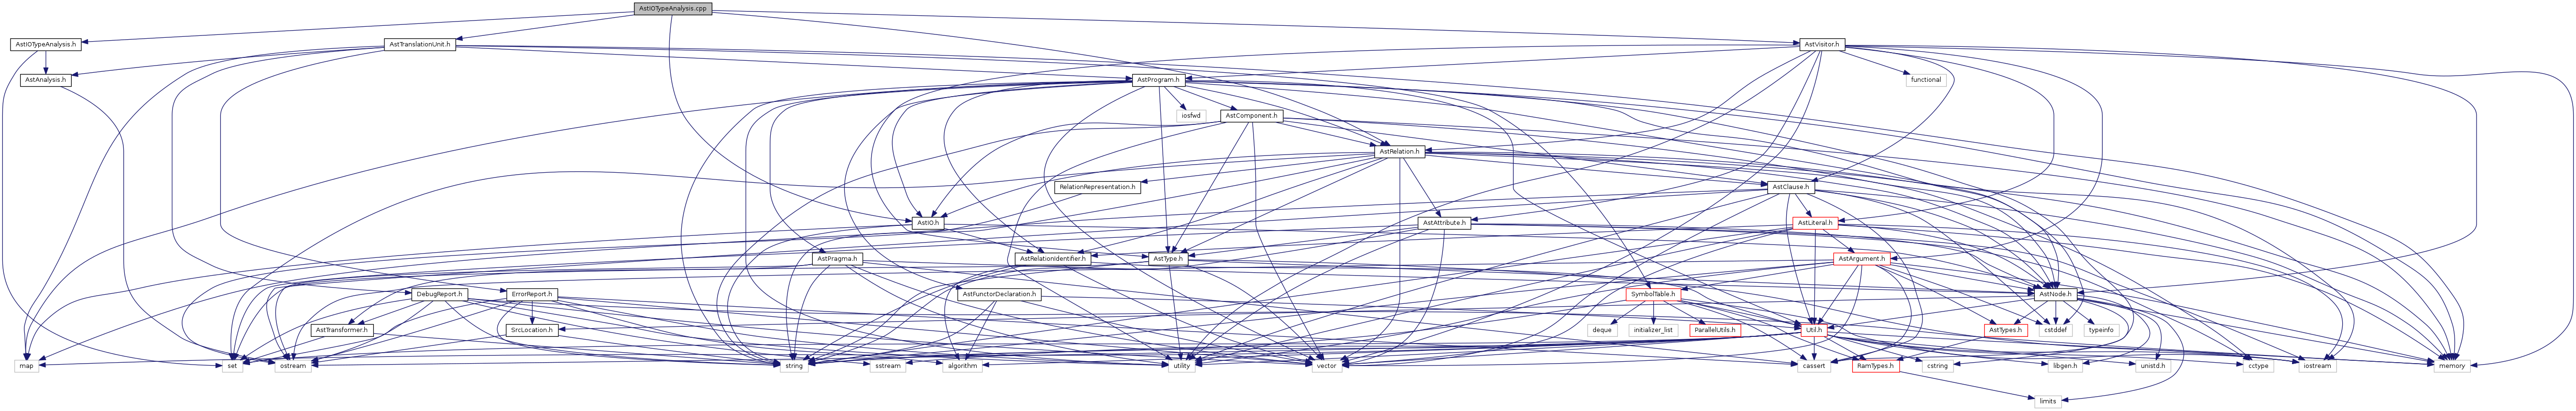 AstIOTypeAnalysis.cpp
AstIOTypeAnalysis.h
AstTranslationUnit.h
AstVisitor.h
AstAnalysis.h
AstProgram.h
functional
iosfwd
AstComponent.h
AstRelation.h
RelationRepresentation.h
AstClause.h
AstIO.h
AstAttribute.h
AstLiteral.h
AstPragma.h
AstRelationIdentifier.h
AstType.h
AstArgument.h
DebugReport.h
ErrorReport.h
AstFunctorDeclaration.h
SymbolTable.h
AstNode.h
AstTransformer.h
SrcLocation.h
deque
initializer_list
ParallelUtils.h
Util.h
AstTypes.h
cstddef
typeinfo
map
set
ostream
string
sstream
algorithm
utility
vector
cassert
RamTypes.h
cstring
libgen.h
unistd.h
cctype
iostream
memory
limits